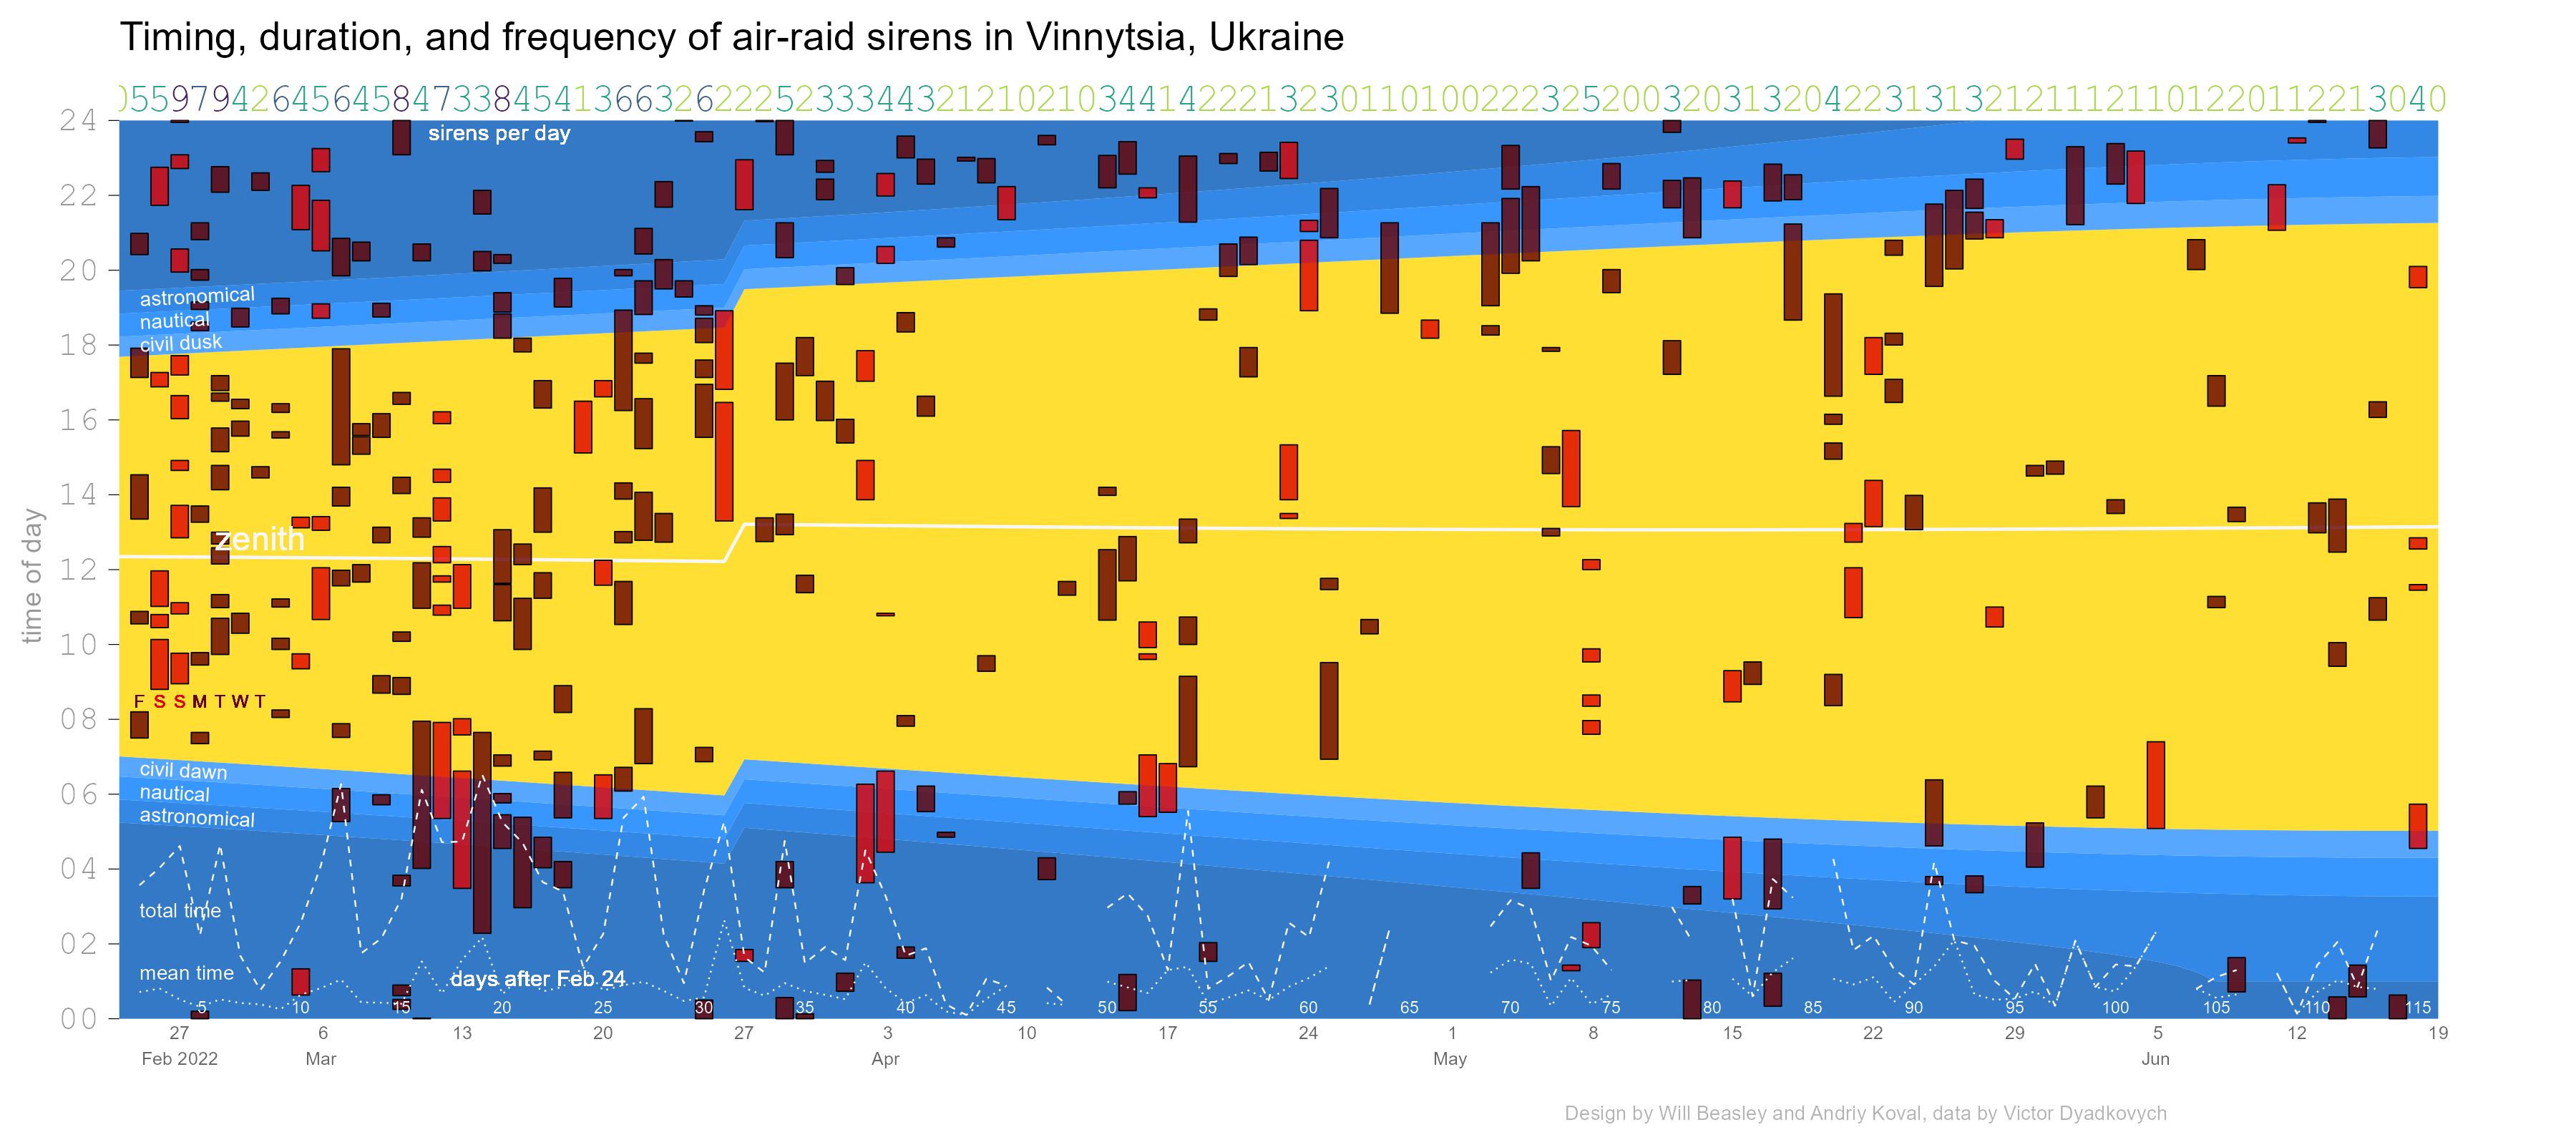 Timing, duration, and frequency of air-raid sirens in Vinnytsia, Ukraine
05597942645645847338454136632622252333443212102103441422213230110100222325200320313204223131321211121101220112213040
sirens per day
24
22
20
18
16
14
12
10
08
06
04
02
00
time of day
astronomical
nautical
civil dusk
zenith
F S S M T W T
civil dawn
nautical
astronomical
total time
mean time
days after Feb 24
5 10 15 20 25 30 35 40 45 50 55 60 65 70 75 80 85 90 95 100 105 110 115
27 6 13 20 27 3 10 17 24 1 8 15 22 29 5 12 19
Feb 2022 Mar Apr May Jun
Design by Will Beasley and Andriy Koval, data by Victor Dyadkovych